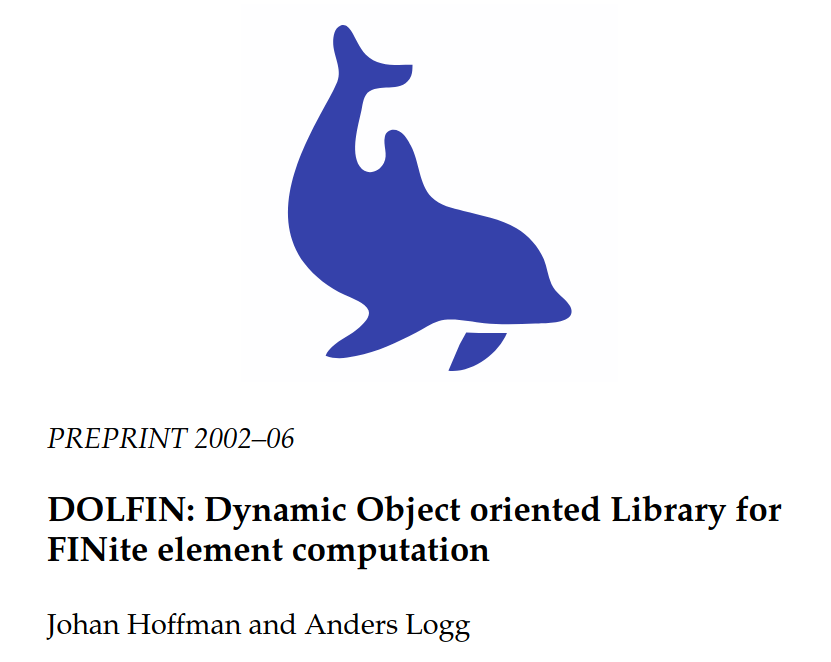 PREPRINT 2002–06
DOLFIN: Dynamic Object oriented Library for
FINite element computation
Johan Hoffman and Anders Logg